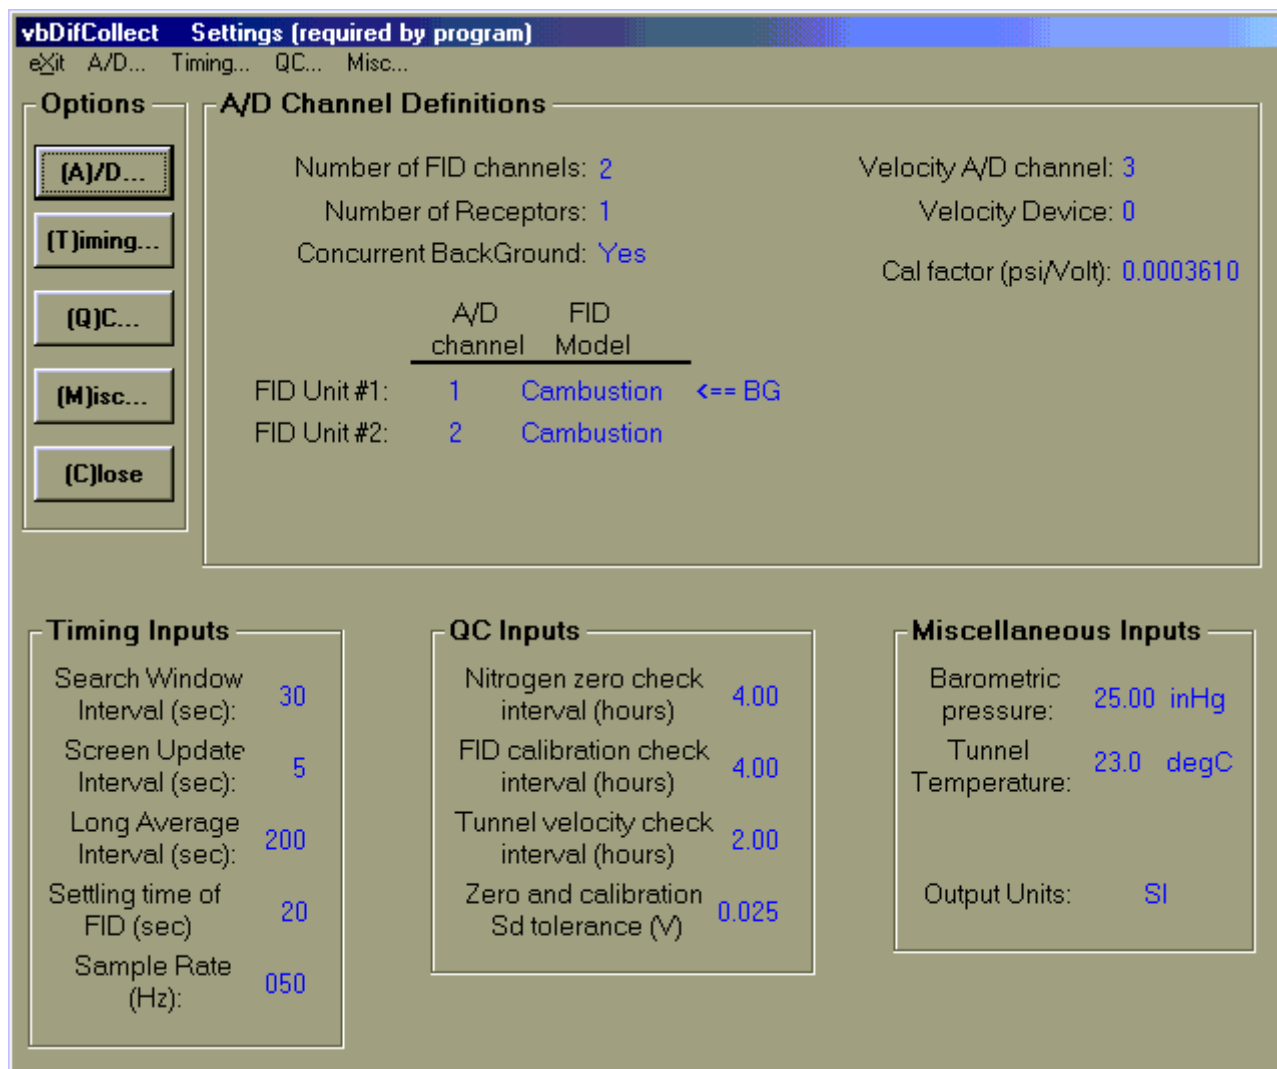 vbDifCollect Settings (required by program)
eXit A/D... Timing... QC... Misc...
Options
(A)/D...
(T)iming...
(Q)C...
(M)isc...
(C)lose
A/D Channel Definitions
Number of FID channels: 2
Number of Receptors: 1
Concurrent BackGround: Yes
Velocity A/D channel: 3
Velocity Device: 0
Cal factor (psi/Volt): 0.0003610
A/D FID
channel Model
FID Unit #1: 1 Cambustion <== BG
FID Unit #2: 2 Cambustion
Timing Inputs
Search Window
Interval (sec): 30
Screen Update
Interval (sec): 5
Long Average
Interval (sec): 200
Settling time of
FID (sec) 20
Sample Rate
(Hz): 050
QC Inputs
Nitrogen zero check
interval (hours) 4.00
FID calibration check
interval (hours) 4.00
Tunnel velocity check
interval (hours) 2.00
Zero and calibration
Sd tolerance (V) 0.025
Miscellaneous Inputs
Barometric
pressure: 25.00 inHg
Tunnel
Temperature: 23.0 degC
Output Units: SI